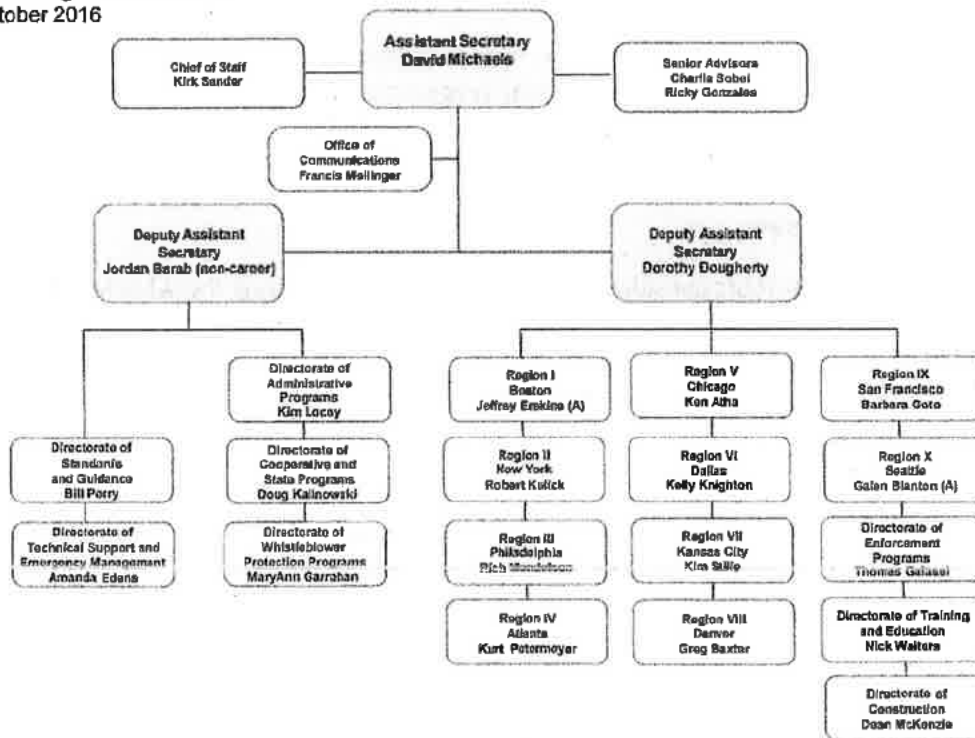 tober 2016
Assistant Secretary
David Michaels
Chief of Staff
Kirk Sander
Senior Advisors
Charlie Sobel
Ricky Gonzales
Office of
Communications
Francis Meilinger
Deputy Assistant
Secretary
Jordan Barab (non-career)
Deputy Assistant
Secretary
Dorothy Dougherty
Directorate of
Administrative
Programs
Kim Locey
Directorate of
Standards
and Guidance
Bill Perry
Directorate of
Cooperative and
State Programs
Doug Kalinowski
Directorate of
Technical Support and
Emergency Management
Amanda Edens
Directorate of
Whistleblower
Protection Programs
MaryAnn Garrahan
Region I
Boston
Jeffrey Erskine (A)
Region II
New York
Robert Kulick
Region III
Philadelphia
Rich Mendelson
Region IV
Atlanta
Kurt Petermeyer
Region V
Chicago
Ken Atha
Region VI
Dallas
Kelly Knighton
Region VII
Kansas City
Kim Stille
Region VIII
Denver
Greg Baxter
Region IX
San Francisco
Barbara Goto
Region X
Seattle
Galen Blanton (A)
Directorate of
Enforcement
Programs
Thomas Galassi
Directorate of Training
and Education
Nick Walters
Directorate of
Construction
Dean McKenzie